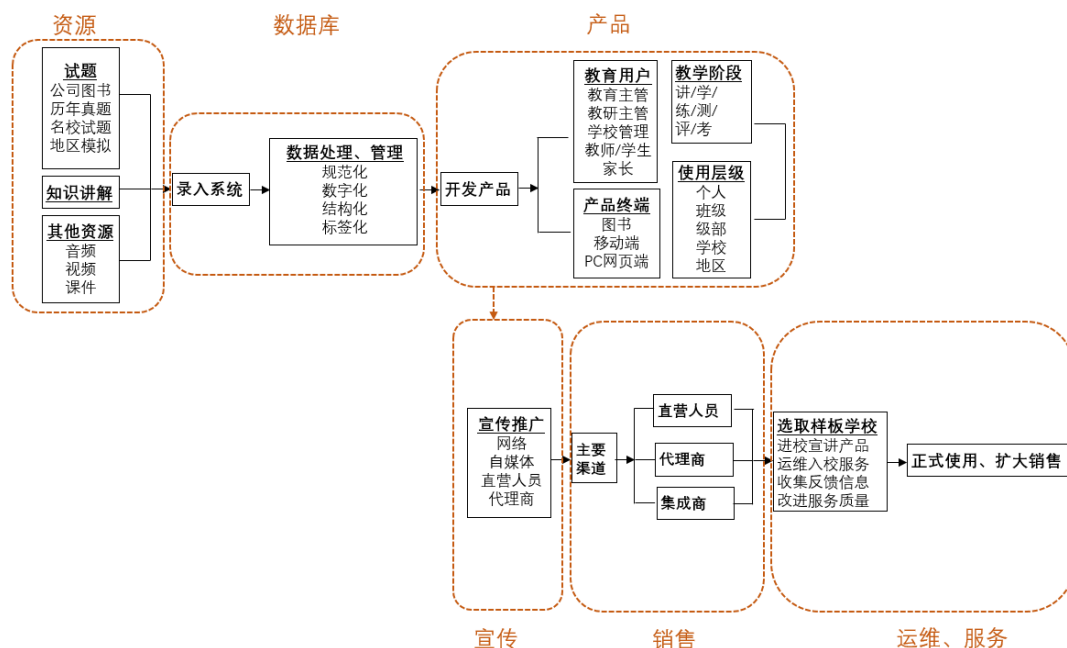 资源
数据库
产品
试题
公司图书
历年真题
名校试题
地区模拟
知识讲解
其他资源
音频
视频
课件
录入系统
数据处理、管理
规范化
数字化
结构化
标签化
开发产品
教育用户
教育主管
教研主管
学校管理
教师/学生
家长
产品终端
图书
移动端
PC网页端
教学阶段
讲/学/
练/测/
评/考
使用层级
个人
班级
级部
学校
地区
宣传推广
网络
自媒体
直营人员
代理商
主要
渠道
直营人员
代理商
集成商
选取样板学校
进校宣讲产品
运维入校服务
收集反馈信息
改进服务质量
正式使用、扩大销售
宣传
销售
运维、服务